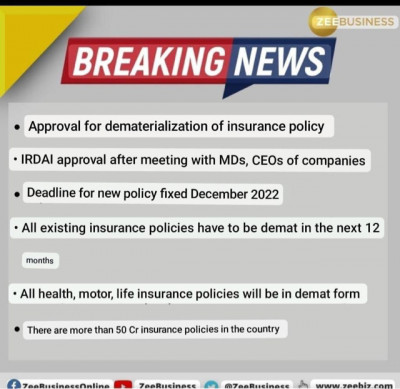 ZEEBUSINESS
BREAKING NEWS
• Approval for dematerialization of insurance policy
• IRDAI approval after meeting with MDs, CEOs of companies
• Deadline for new policy fixed December 2022
• All existing insurance policies have to be demat in the next 12
months
• All health, motor, life insurance policies will be in demat form
• There are more than 50 Cr insurance policies in the country
ZeeBusinessOnline ZeeBusiness @ZeeBusiness www.zeebiz.com